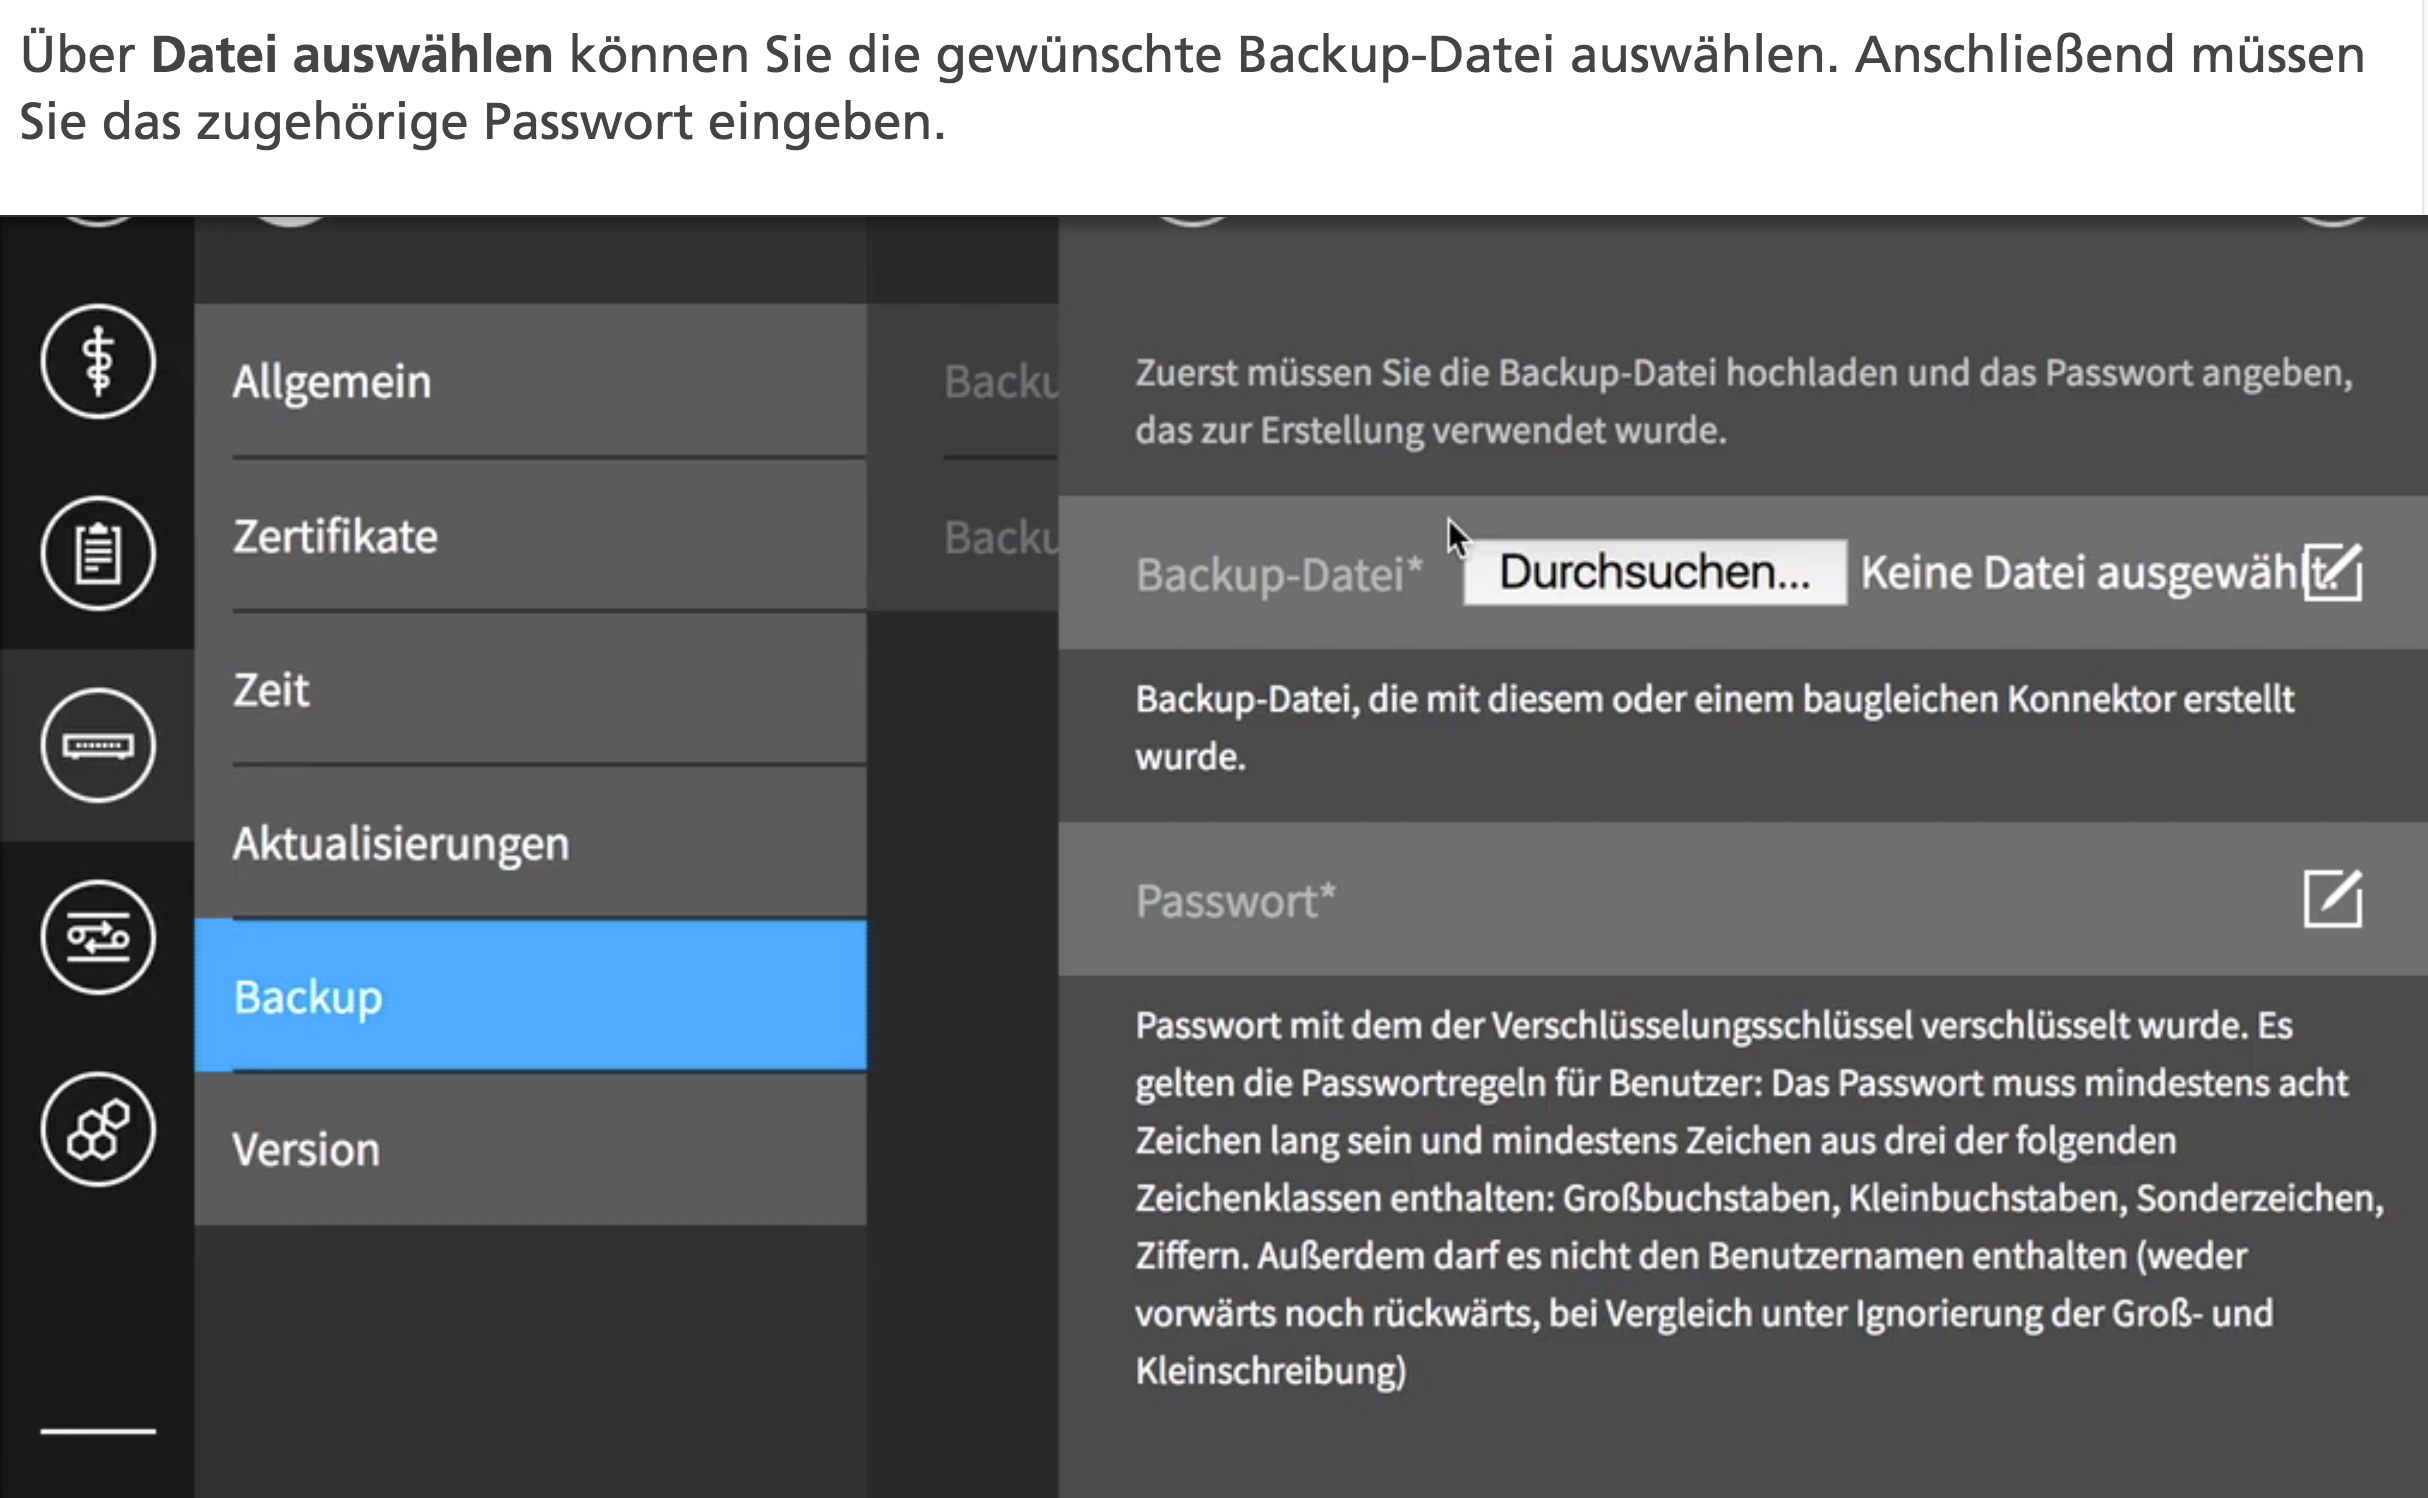 Über Datei auswählen können Sie die gewünschte Backup-Datei auswählen. Anschließend müssen
Sie das zugehörige Passwort eingeben.
Allgemein
Zertifikate
Zeit
Aktualisierungen
Backup
Version
Backu
Backu
Zuerst müssen Sie die Backup-Datei hochladen und das Passwort angeben,
das zur Erstellung verwendet wurde.
Backup-Datei* Durchsuchen... Keine Datei ausgewählt.
Backup-Datei, die mit diesem oder einem baugleichen Konnektor erstellt
wurde.
Passwort*
Passwort mit dem der Verschlüsselungsschlüssel verschlüsselt wurde. Es
gelten die Passwortregeln für Benutzer: Das Passwort muss mindestens acht
Zeichen lang sein und mindestens Zeichen aus drei der folgenden
Zeichenklassen enthalten: Großbuchstaben, Kleinbuchstaben, Sonderzeichen,
Ziffern. Außerdem darf es nicht den Benutzernamen enthalten (weder
vorwärts noch rückwärts, bei Vergleich unter Ignorierung der Groß- und
Kleinschreibung)